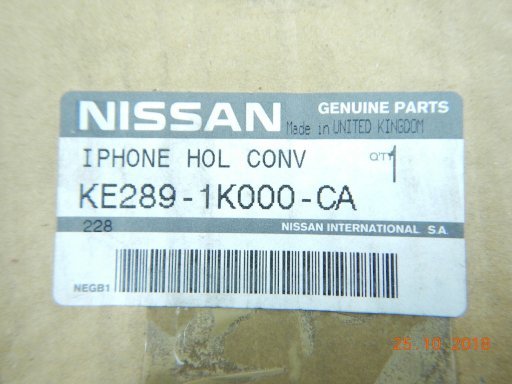 NISSAN GENUINE PARTS
Made in UNITED KINGDOM
IPHONE HOL CONV Q'TY 1
KE289-1K000-CA
228 NISSAN INTERNATIONAL S.A.
NEGB1
25 10 2018